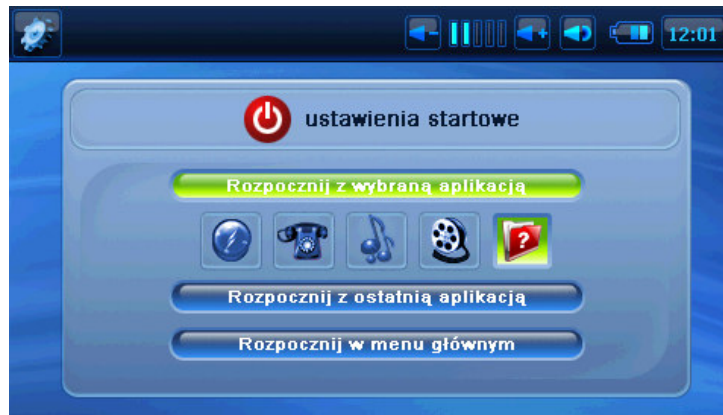 12:01
ustawienia startowe
Rozpocznij z wybraną aplikacją
?
Rozpocznij z ostatnią aplikacją
Rozpocznij w menu głównym